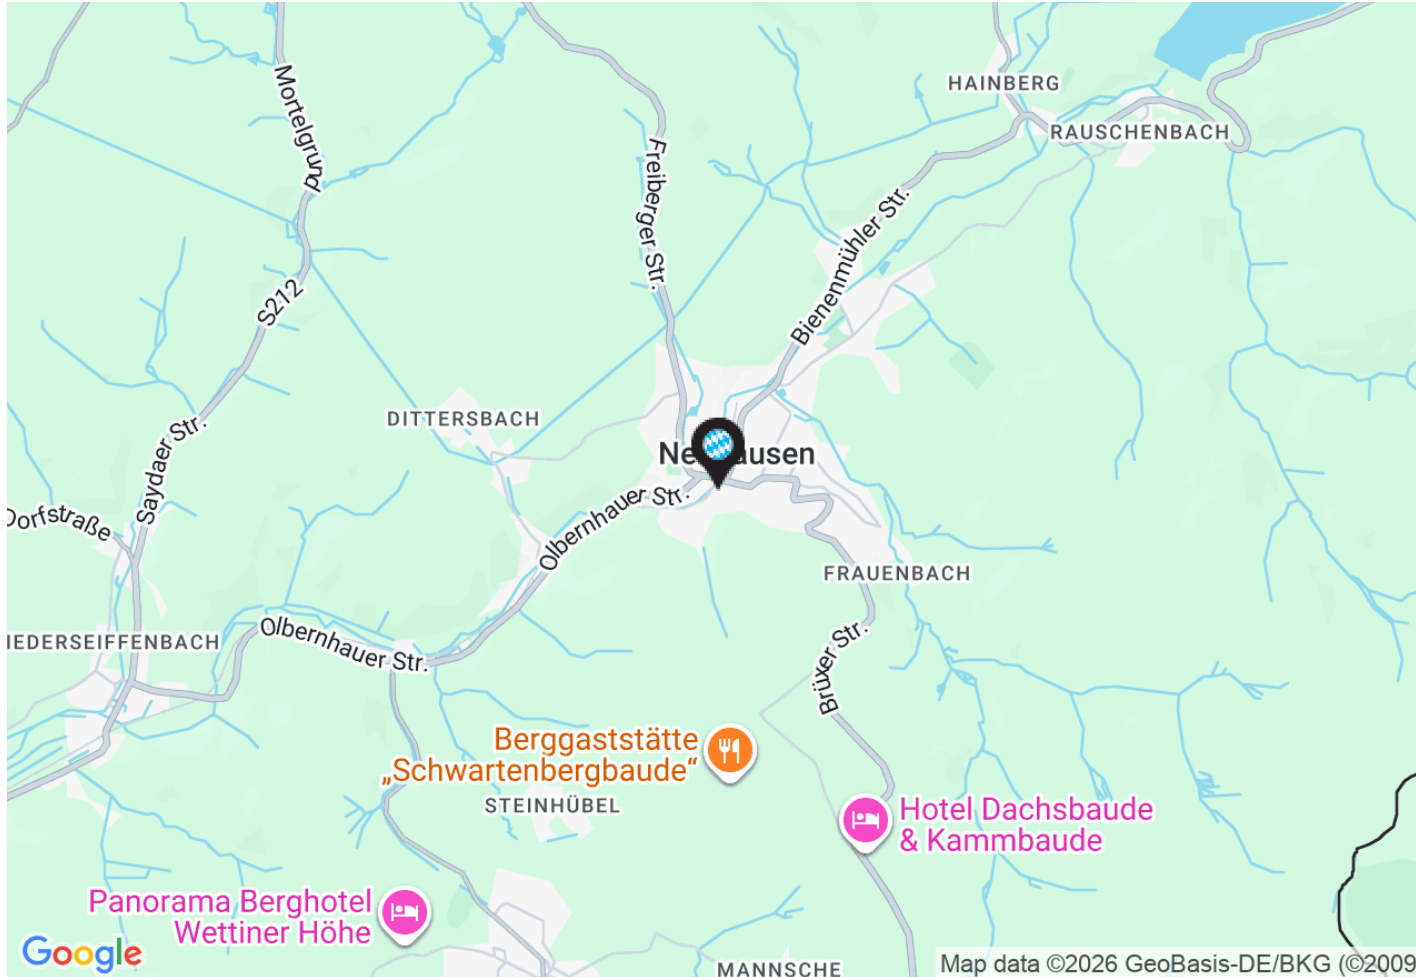 HAINBERG
RAUSCHENBACH
Mortelgrund
Freiberger Str.
Bienenmühler Str.
S212
DITTERSBACH
Saydaer Str.
Dorfstraße
Olbernhauer Str.
FRAUENBACH
Olbernhauer Str.
Brüxer Str.
Berggaststätte
„Schwartenbergbaude“
STEINHÜBEL
Hotel Dachsbaude
& Kammbaude
Panorama Berghotel
Wettiner Höhe
Google
MANNSCHE
Map data ©2026 GeoBasis-DE/BKG (©2009